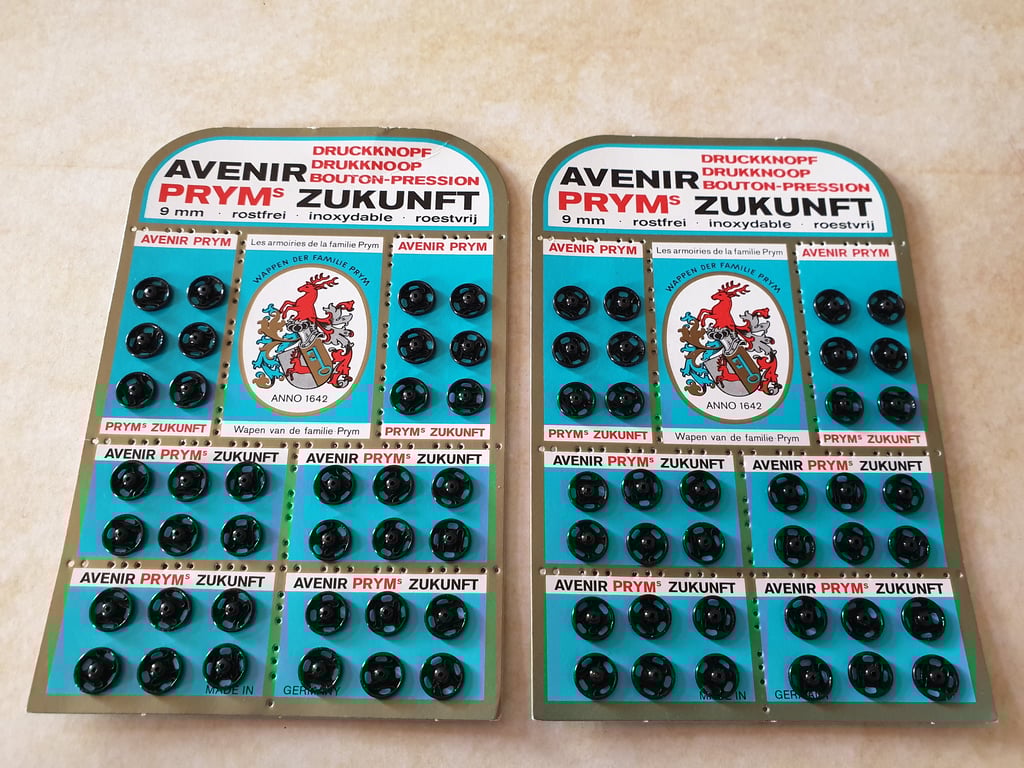 DRUCKKNOPF
DRUKKNOOP
AVENIR BOUTON-PRESSION
PRYMs ZUKUNFT
9 mm · rostfrei · inoxydable · roestvrij
AVENIR PRYM
Les armoiries de la familie Prym
AVENIR PRYM
WAPPEN DER FAMILIE PRYM
ANNO 1642
PRYMs ZUKUNFT
Wapen van de familie Prym
PRYMs ZUKUNFT
AVENIR PRYMs ZUKUNFT
AVENIR PRYMs ZUKUNFT
AVENIR PRYMs ZUKUNFT
AVENIR PRYMs ZUKUNFT
MADE IN GERMANY
DRUCKKNOPF
DRUKKNOOP
AVENIR BOUTON-PRESSION
PRYMs ZUKUNFT
9 mm · rostfrei · inoxydable · roestvrij
AVENIR PRYM
Les armoiries de la familie Prym
AVENIR PRYM
WAPPEN DER FAMILIE PRYM
ANNO 1642
PRYMs ZUKUNFT
Wapen van de familie Prym
PRYMs ZUKUNFT
AVENIR PRYMs ZUKUNFT
AVENIR PRYMs ZUKUNFT
AVENIR PRYMs ZUKUNFT
AVENIR PRYMs ZUKUNFT
MADE IN GERMANY